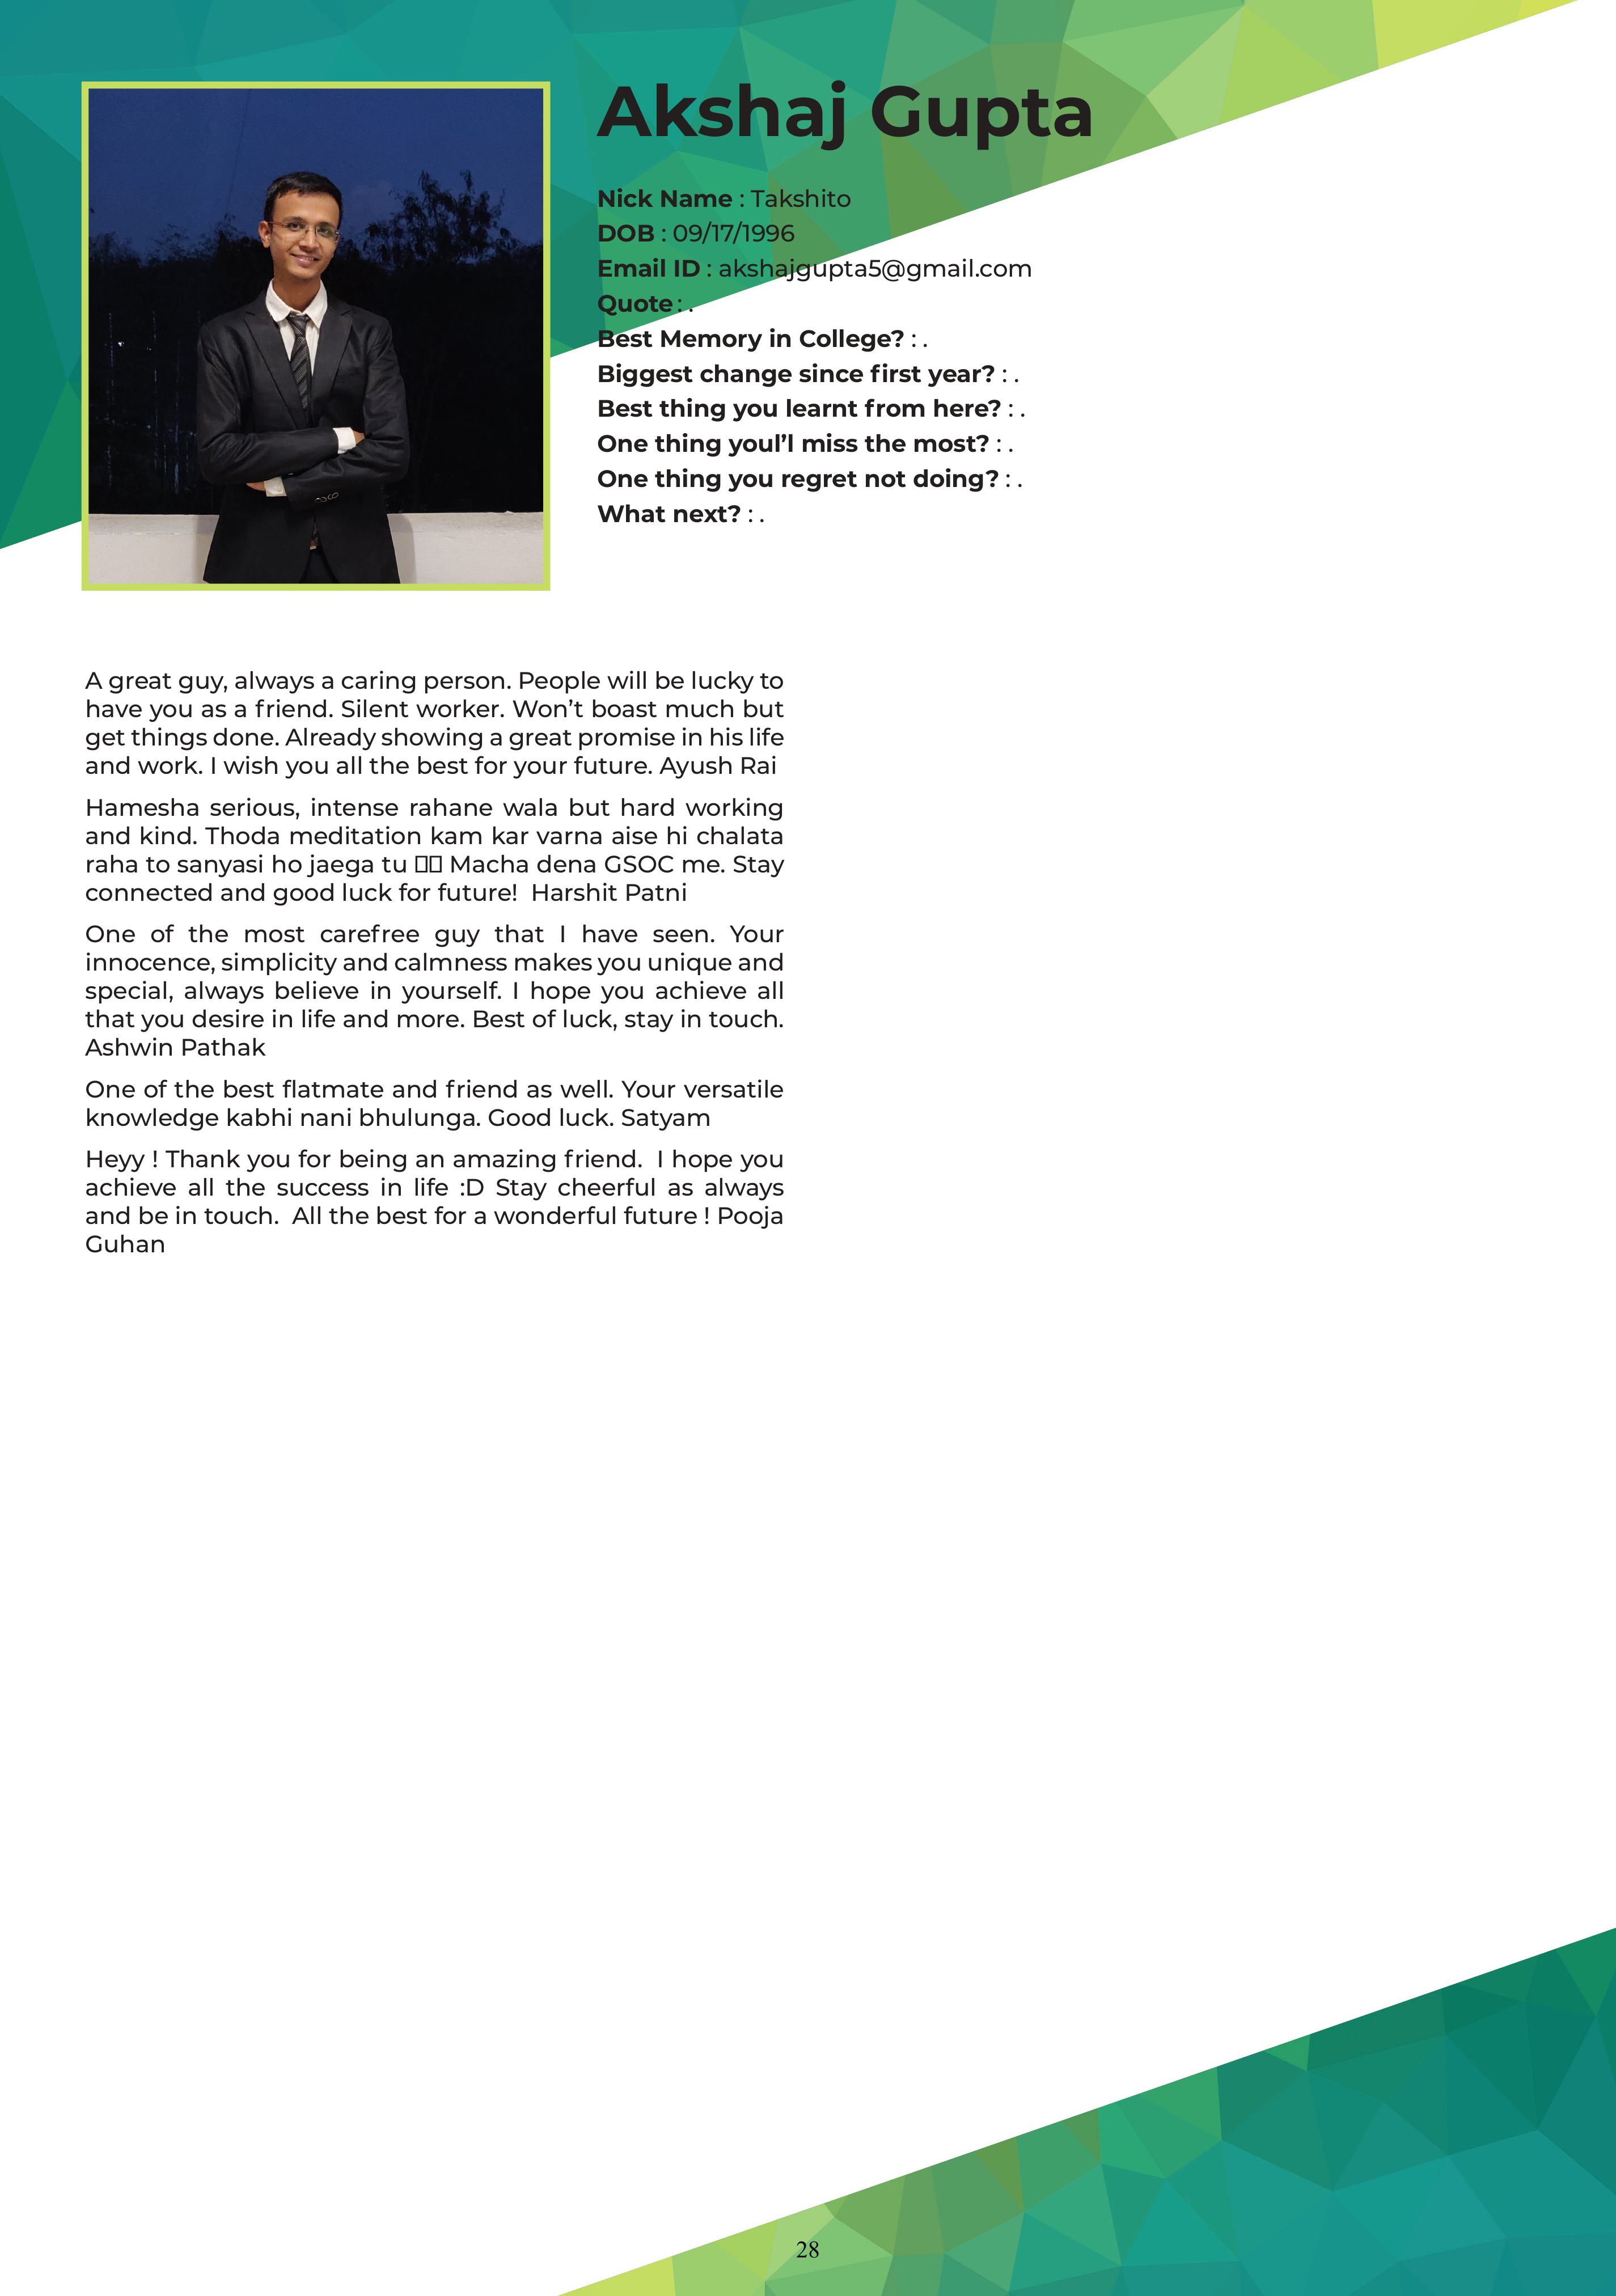 Akshaj Gupta
Nick Name : Takshito
DOB : 09/17/1996
Email ID : akshajgupta5@gmail.com
Quote : .
Best Memory in College? : .
Biggest change since first year? : .
Best thing you learnt from here? : .
One thing youl’l miss the most? : .
One thing you regret not doing? : .
What next? : .
A great guy, always a caring person. People will be lucky to
have you as a friend. Silent worker. Won’t boast much but
get things done. Already showing a great promise in his life
and work. I wish you all the best for your future. Ayush Rai
Hamesha serious, intense rahane wala but hard working
and kind. Thoda meditation kam kar varna aise hi chalata
raha to sanyasi ho jaega tu Macha dena GSOC me. Stay
connected and good luck for future! Harshit Patni
One of the most carefree guy that I have seen. Your
innocence, simplicity and calmness makes you unique and
special, always believe in yourself. I hope you achieve all
that you desire in life and more. Best of luck, stay in touch.
Ashwin Pathak
One of the best flatmate and friend as well. Your versatile
knowledge kabhi nani bhulunga. Good luck. Satyam
Heyy ! Thank you for being an amazing friend. I hope you
achieve all the success in life :D Stay cheerful as always
and be in touch. All the best for a wonderful future ! Pooja
Guhan
28